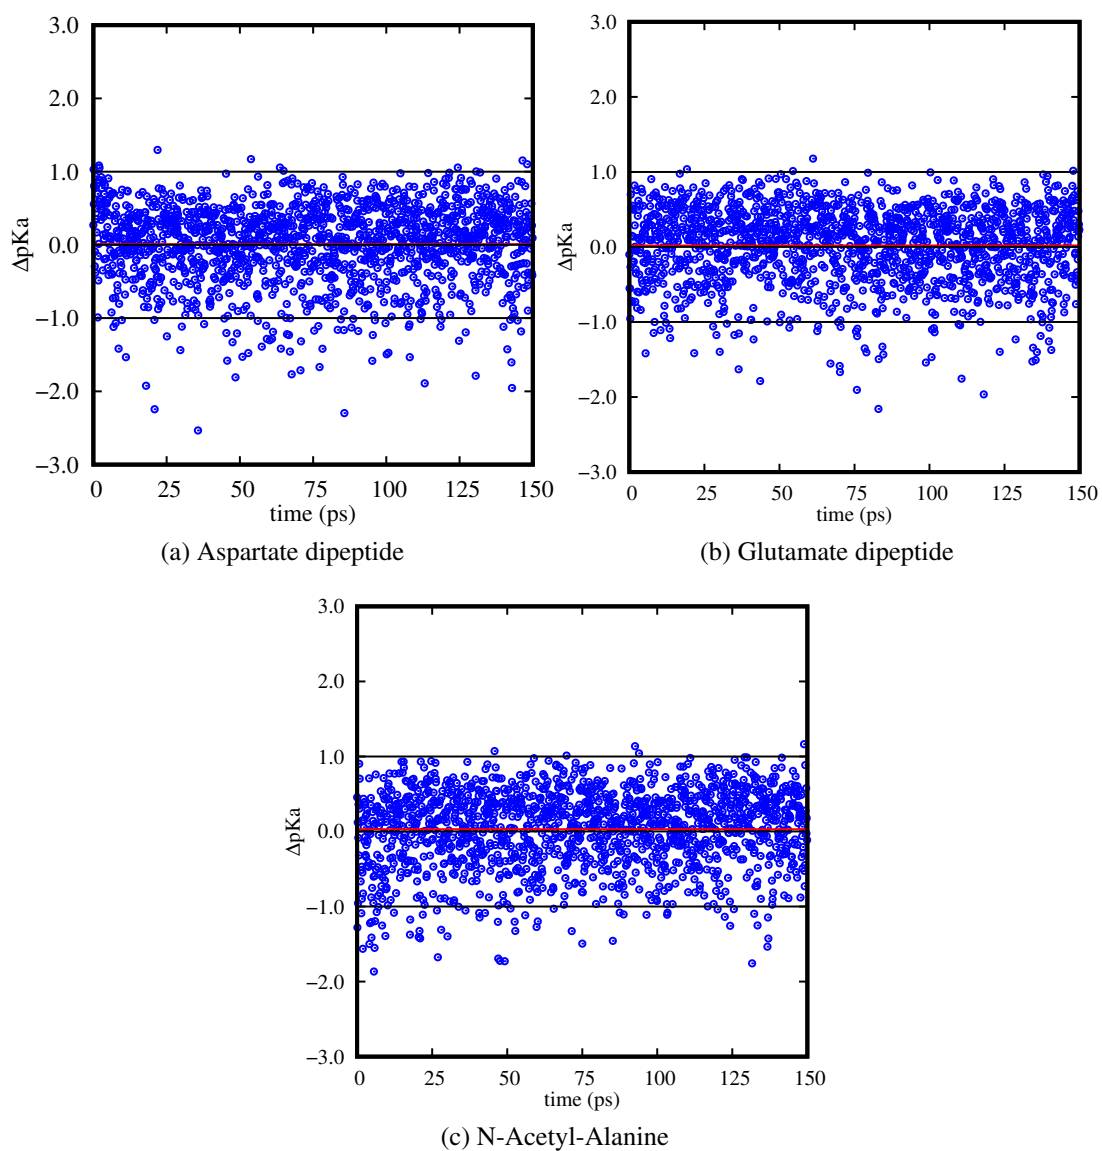 3.0
2.0
1.0
0.0
−1.0
−2.0
−3.0
ΔpKa
0 25 50 75 100 125 150
time (ps)
(a) Aspartate dipeptide
3.0
2.0
1.0
0.0
−1.0
−2.0
−3.0
ΔpKa
0 25 50 75 100 125 150
time (ps)
(b) Glutamate dipeptide
3.0
2.0
1.0
0.0
−1.0
−2.0
−3.0
ΔpKa
0 25 50 75 100 125 150
time (ps)
(c) N-Acetyl-Alanine